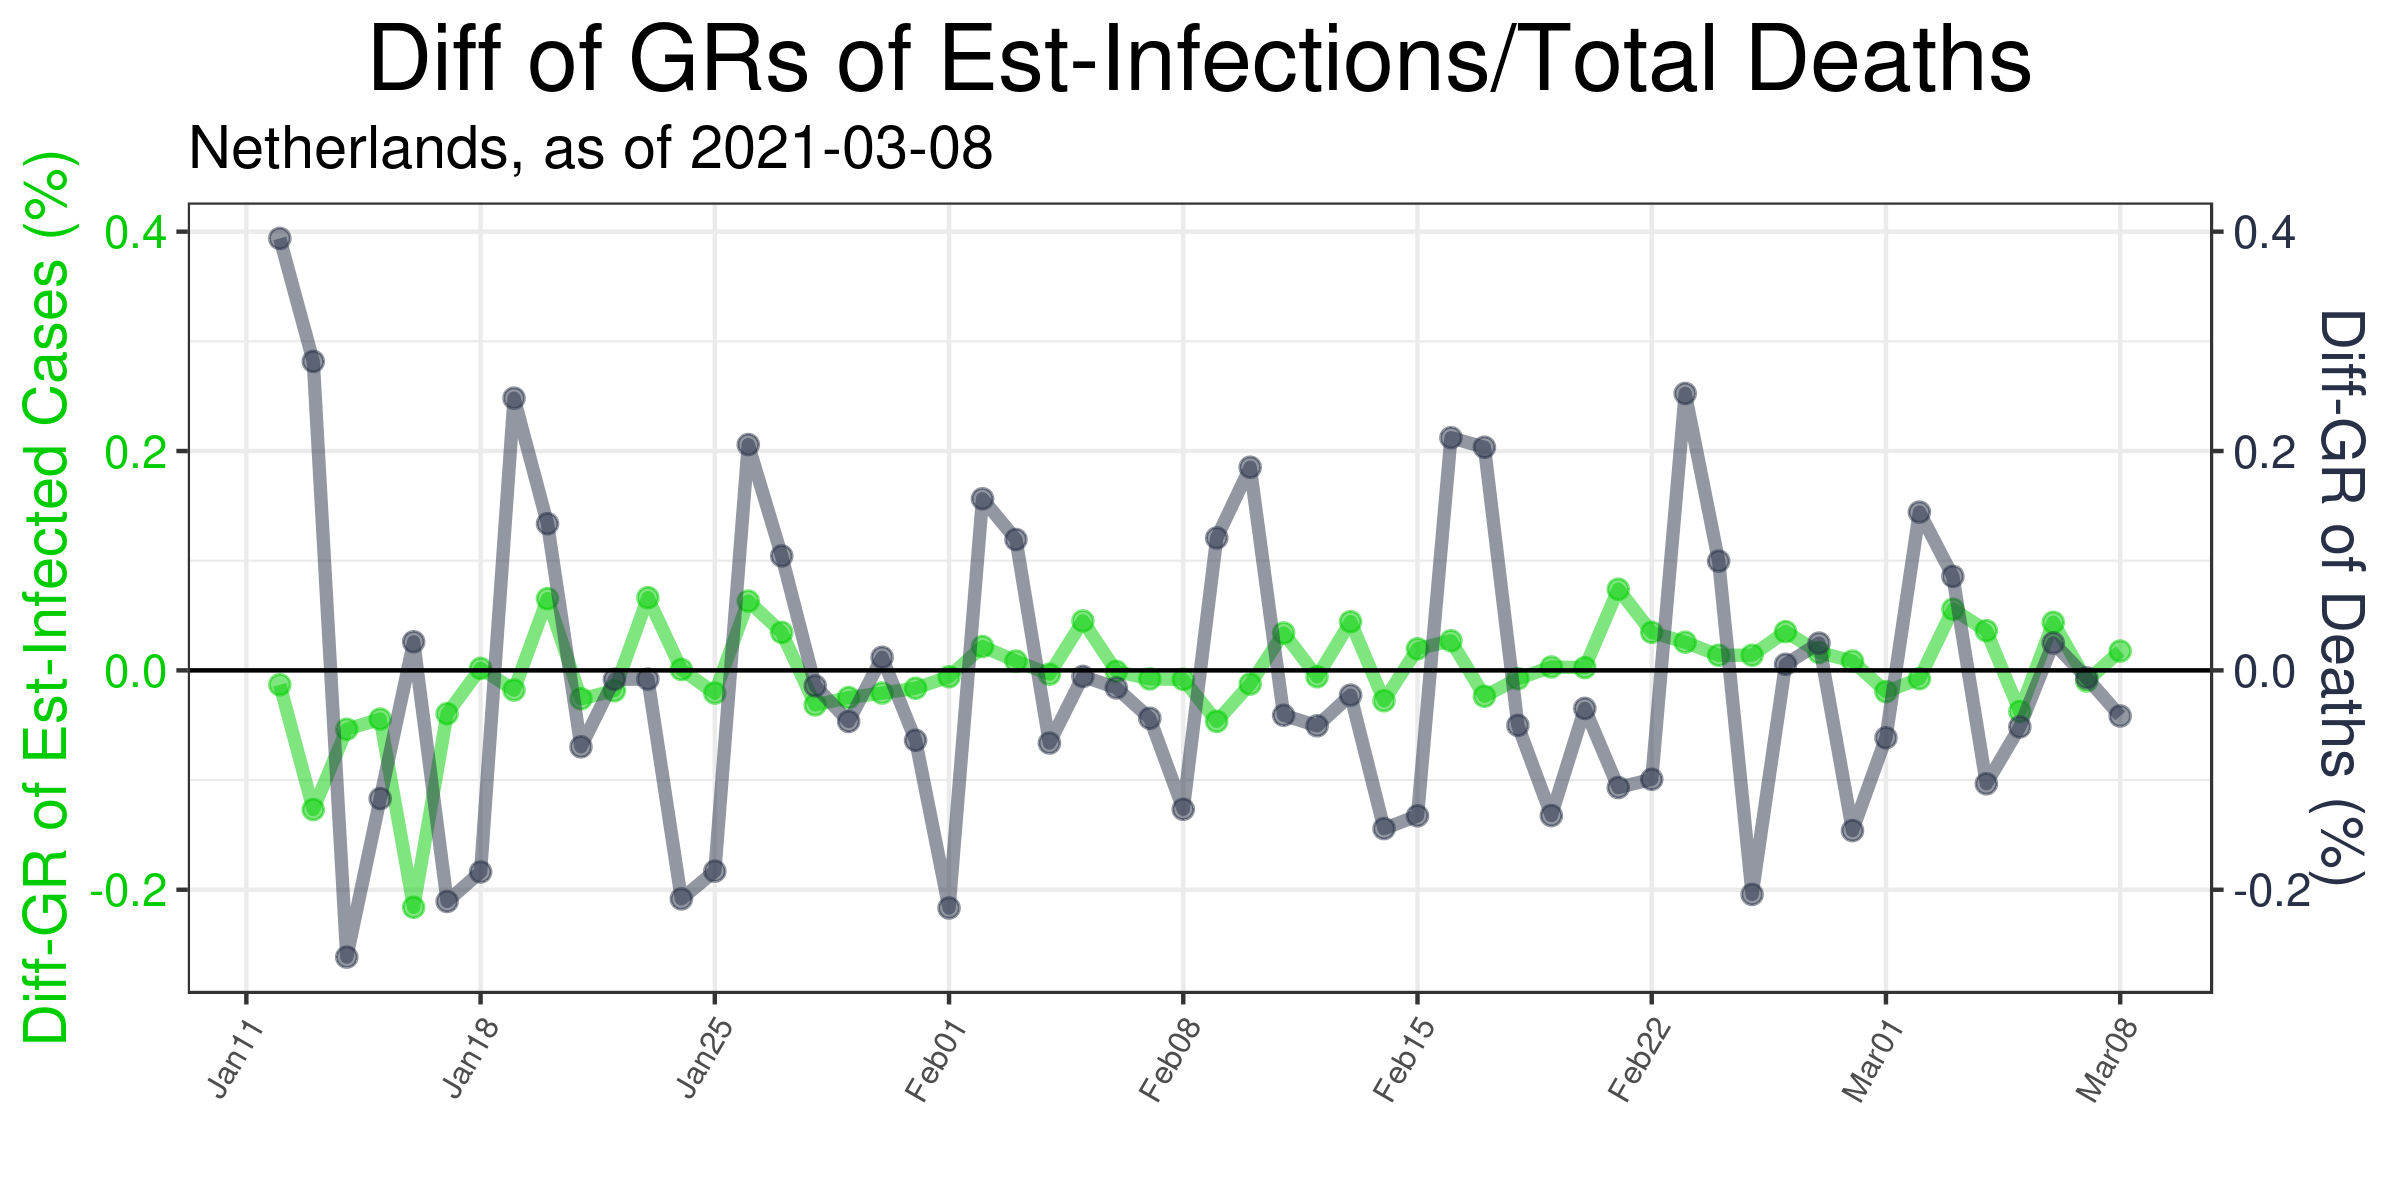 Diff of GRs of Est-Infections/Total Deaths
Netherlands, as of 2021-03-08
Diff-GR of Est-Infected Cases (%)
0.4
0.2
0.0
-0.2
0.4
0.2
0.0
-0.2
Diff-GR of Deaths (%)
Jan11
Jan18
Jan25
Feb01
Feb08
Feb15
Feb22
Mar01
Mar08